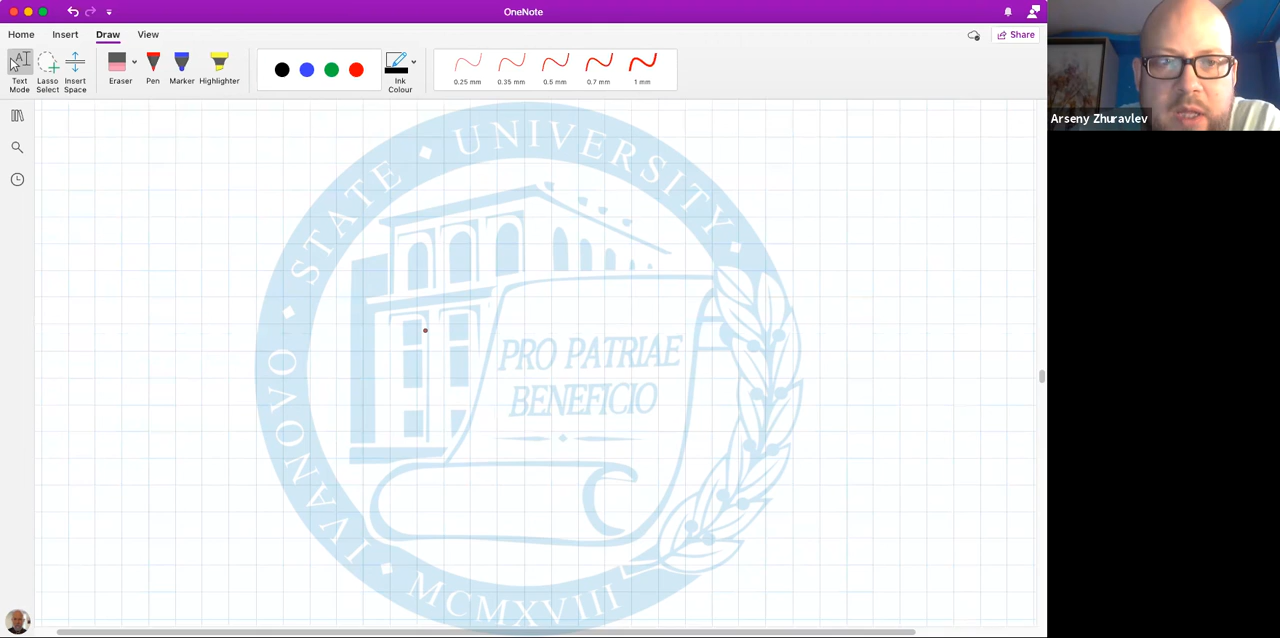 OneNote
Home Insert Draw View
Share
Text Mode
Lasso Select
Insert Space
Eraser
Pen
Marker
Highlighter
Ink Colour
0.25 mm
0.35 mm
0.5 mm
0.7 mm
1 mm
Arseny Zhuravlev
IVANOVO STATE UNIVERSITY
PRO PATRIAE
BENEFICIO
MCMXVIII